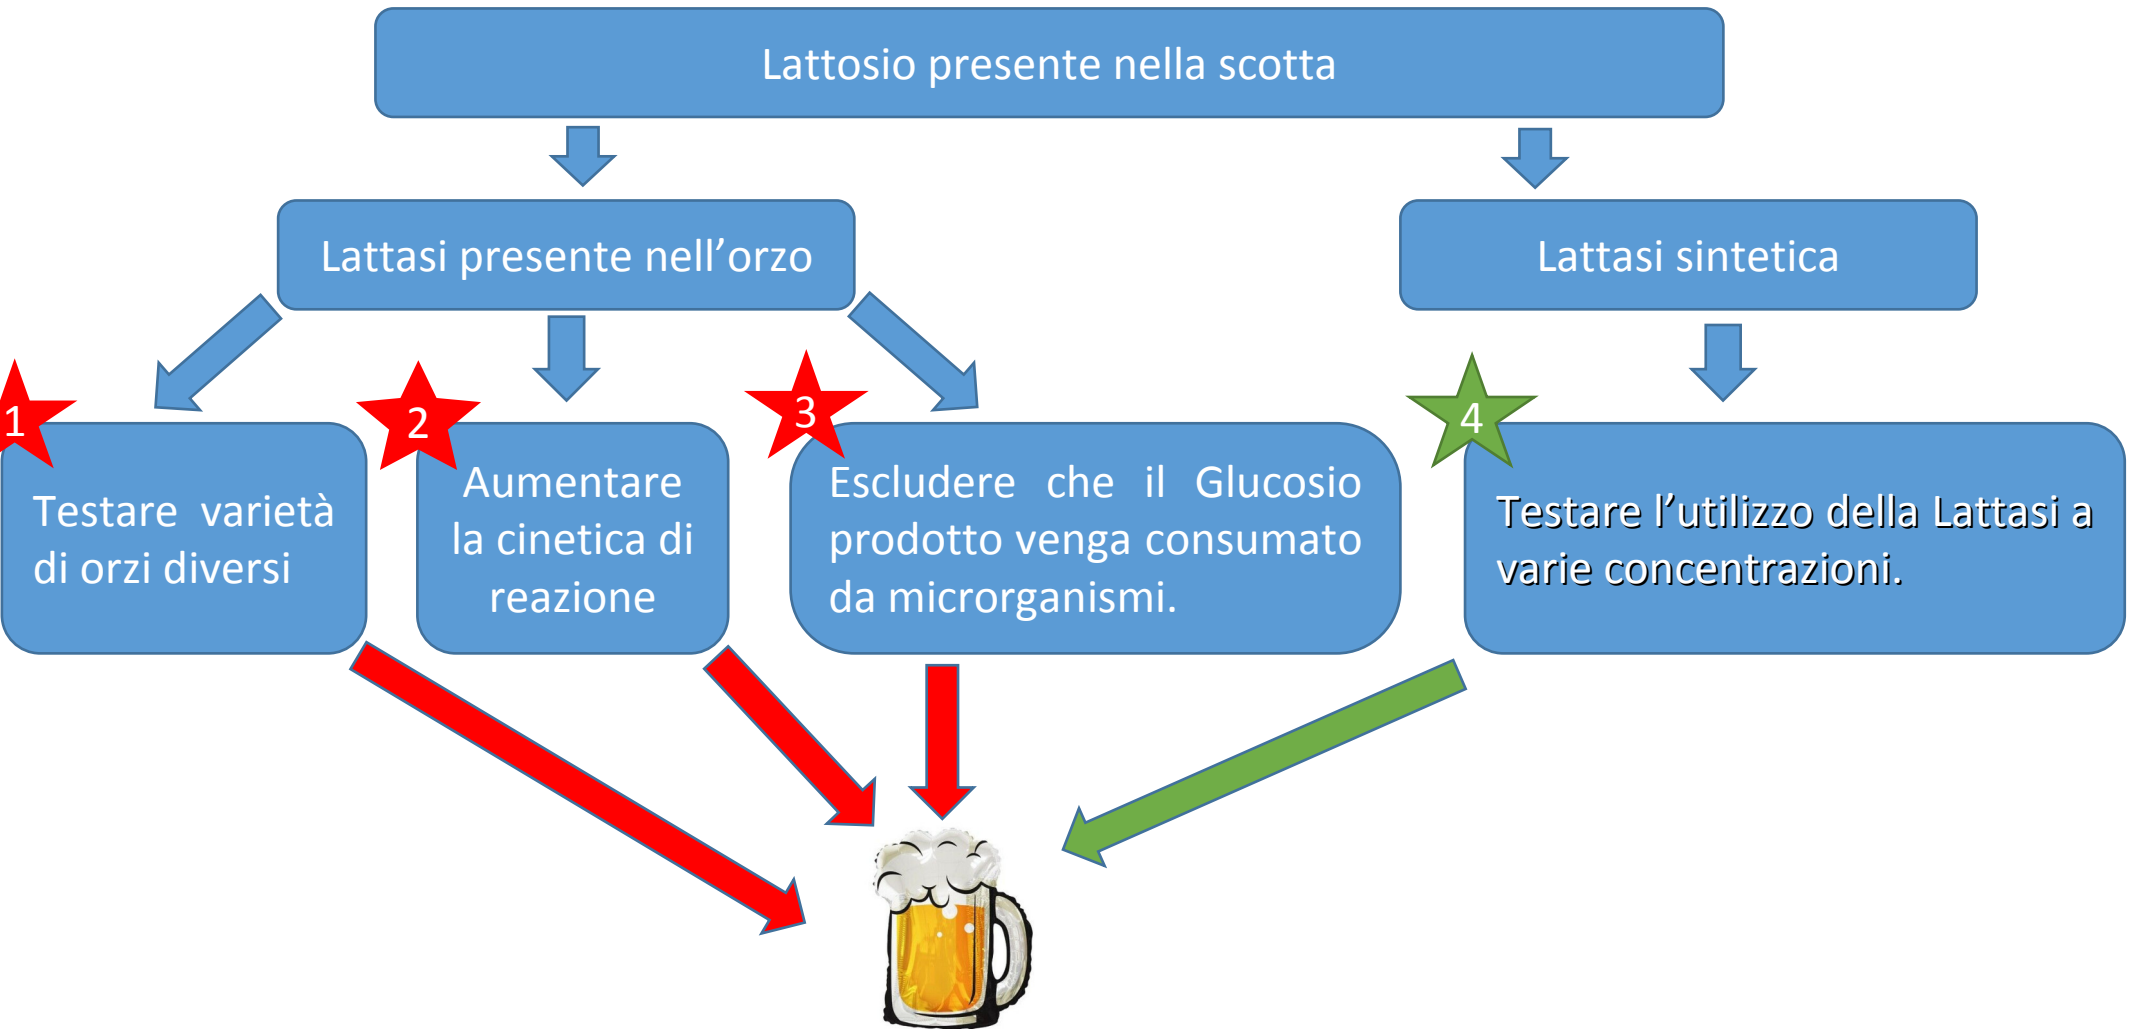 Lattosio presente nella scotta
Lattasi presente nell’orzo
Lattasi sintetica
1
Testare varietà
di orzi diversi
2
Aumentare
la cinetica di
reazione
3
Escludere che il Glucosio
prodotto venga consumato
da microrganismi.
4
Testare l’utilizzo della Lattasi a
varie concentrazioni.